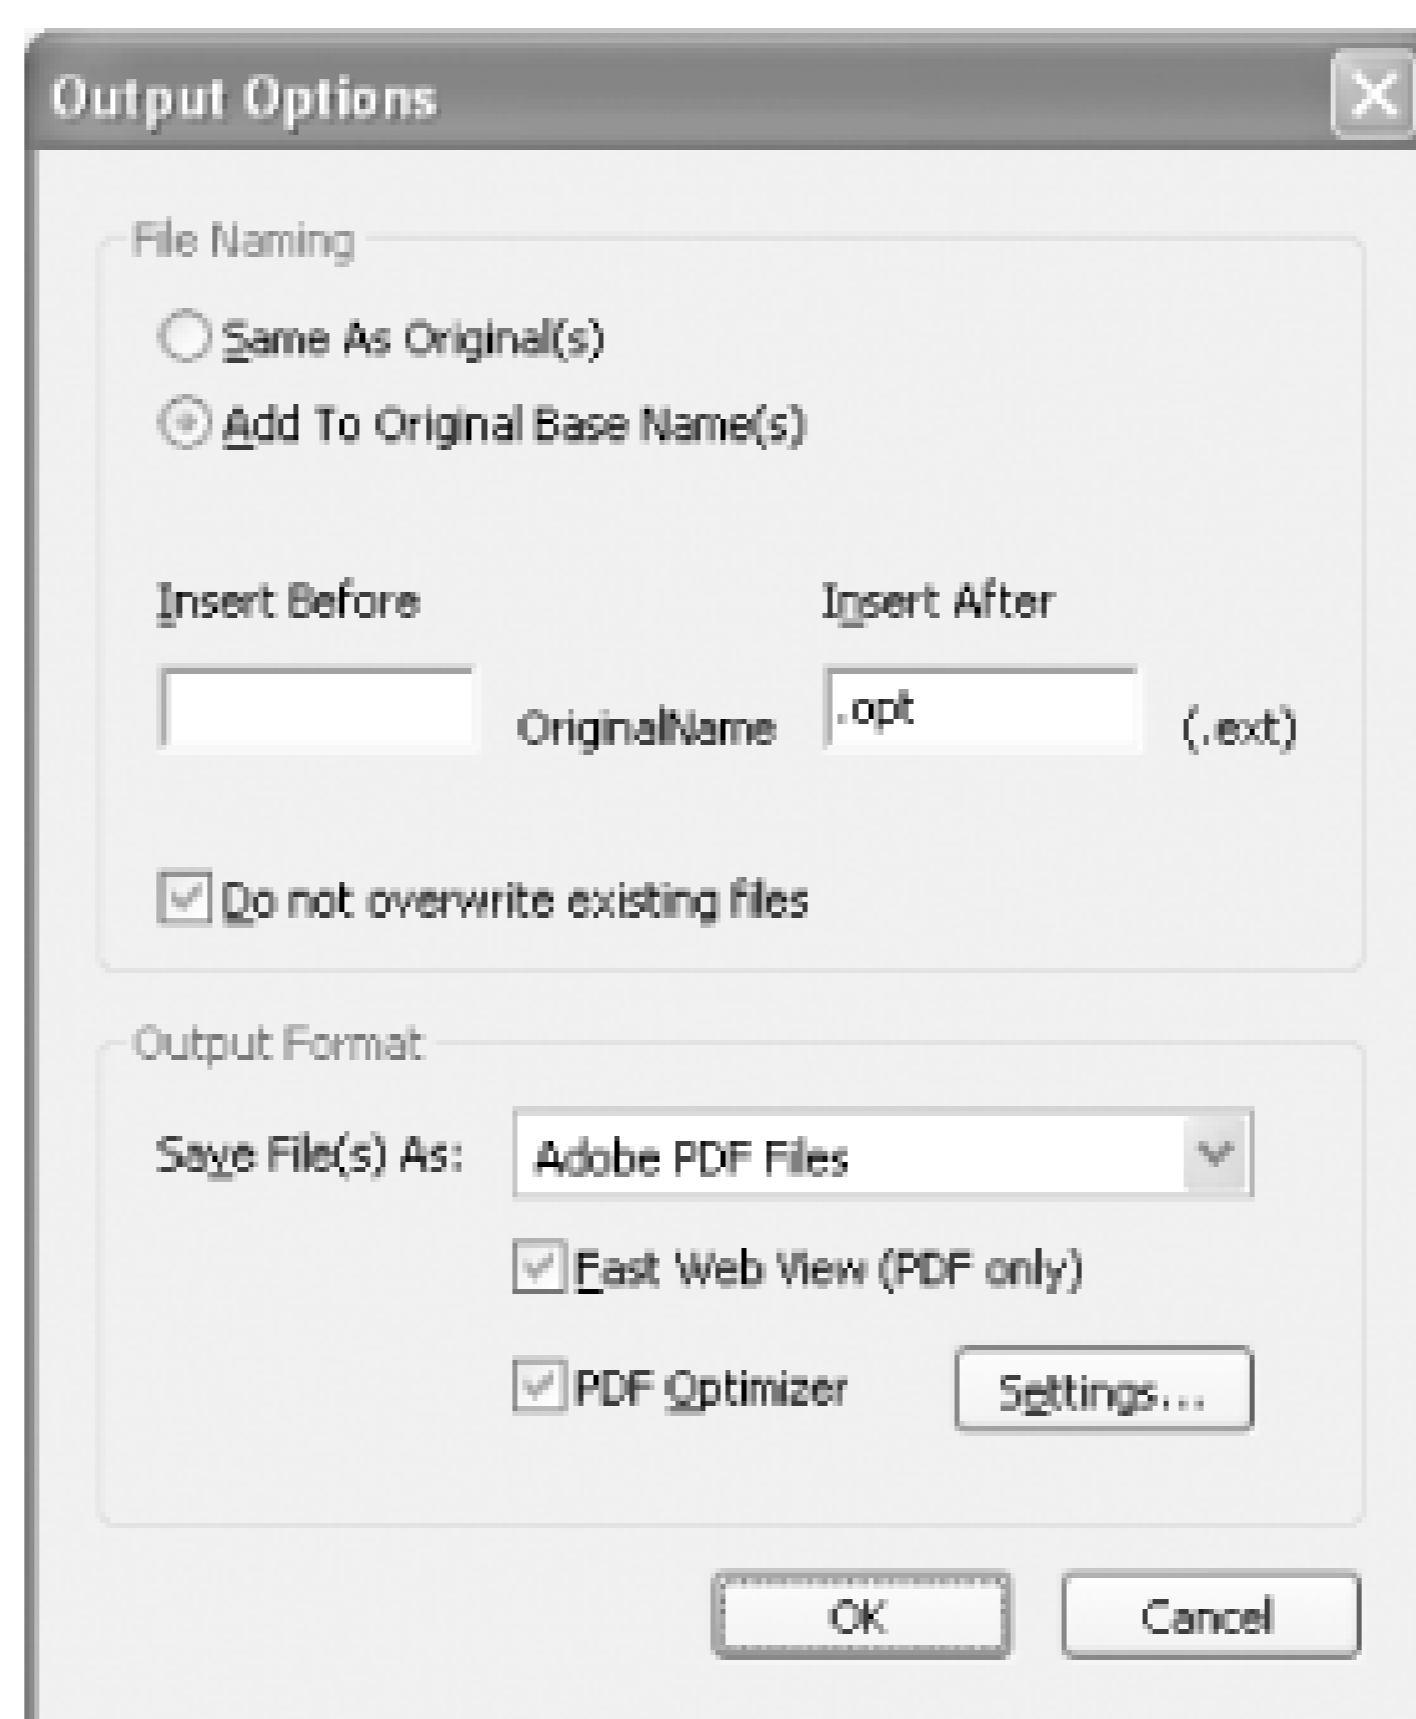 Output Options
File Naming
Same As Original(s)
Add To Original Base Name(s)
Insert Before Insert After
OriginalName .opt (.ext)
Do not overwrite existing files
Output Format
Save File(s) As: Adobe PDF Files
Fast Web View (PDF only)
PDF Optimizer Settings...
OK Cancel